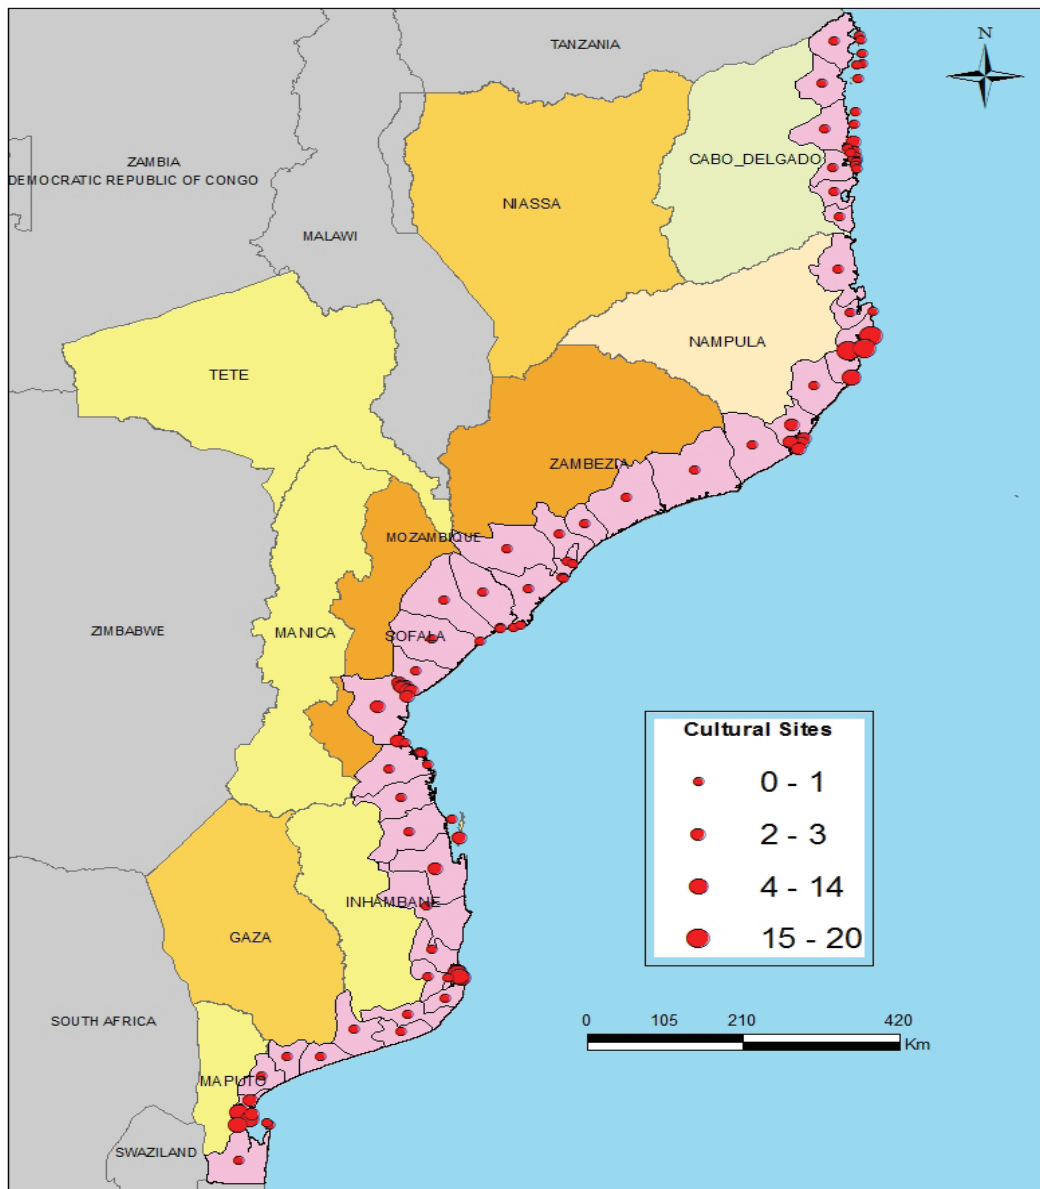 TANZANIA
N
ZAMBIA
DEMOCRATIC REPUBLIC OF CONGO
CABO_DELGADO
NIASSA
MALAWI
NAMPULA
TETE
ZAMBEZIA
MOZAMBIQUE
ZIMBABWE
MANICA
SOFALA
Cultural Sites
0 - 1
2 - 3
4 - 14
15 - 20
INHAMBANE
GAZA
SOUTH AFRICA
0 105 210 420
Km
MAPUTO
SWAZILAND